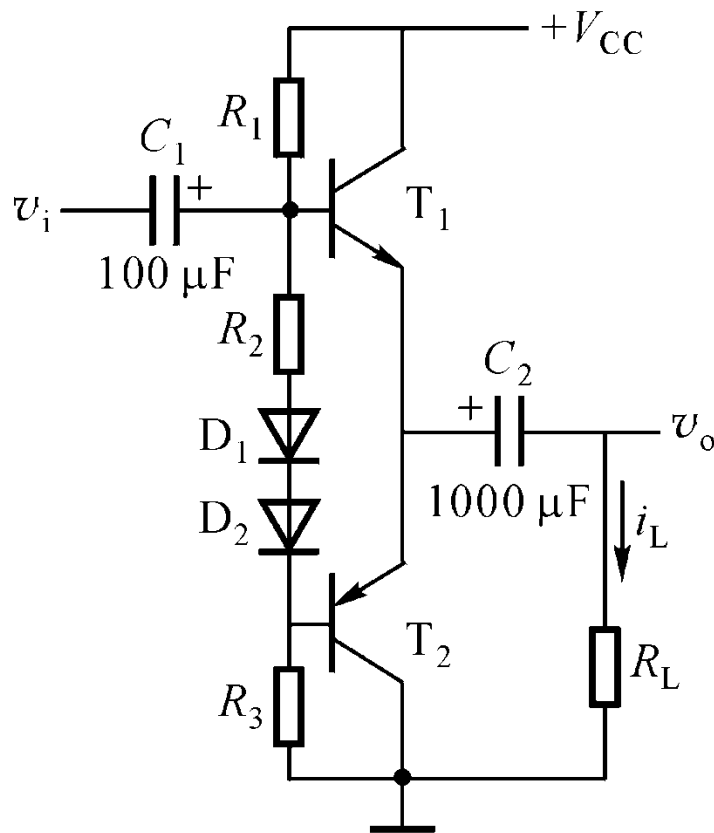 +V_CC
R_1
C_1
+
T_1
v_i
100 μF
R_2
C_2
+
D_1
v_o
1000 μF
D_2
i_L
T_2
R_3
R_L